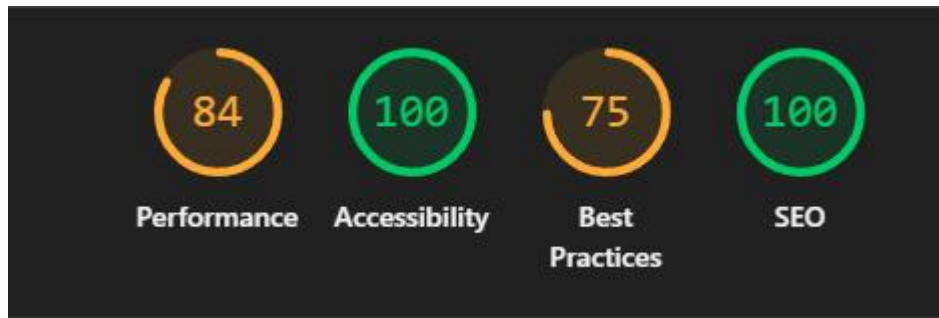 84
100
75
100
Performance
Accessibility
Best
Practices
SEO